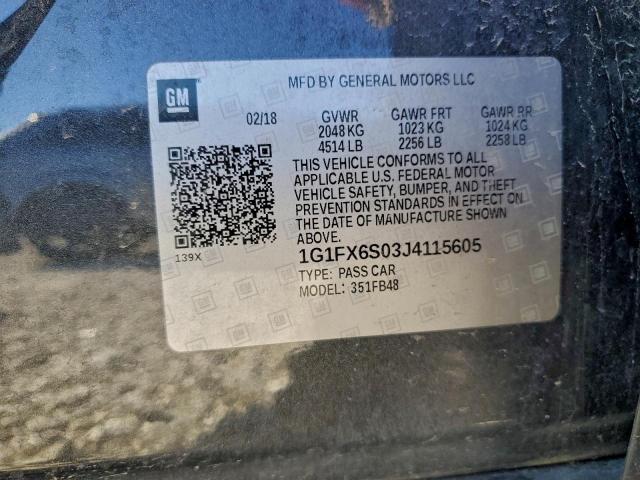 MFD BY GENERAL MOTORS LLC
GM
02/18 GVWR GAWR FRT GAWR RR
2048 KG 1023 KG 1024 KG
4514 LB 2256 LB 2258 LB
THIS VEHICLE CONFORMS TO ALL
APPLICABLE U.S. FEDERAL MOTOR
VEHICLE SAFETY, BUMPER, AND THEFT
PREVENTION STANDARDS IN EFFECT ON
THE DATE OF MANUFACTURE SHOWN
ABOVE.
139X
1G1FX6S03J4115605
TYPE: PASS CAR
MODEL: 351FB48